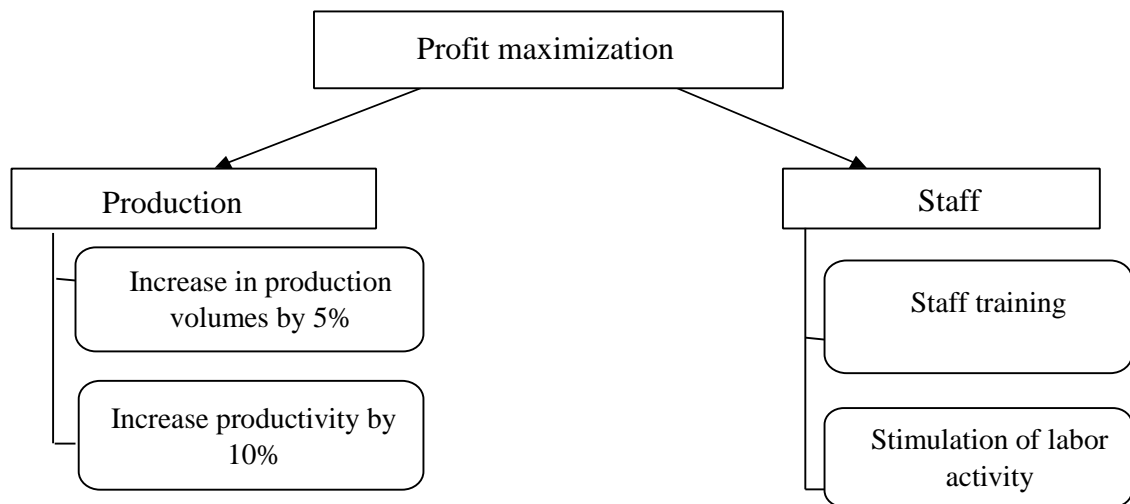 Profit maximization
Production
Staff
Increase in production
volumes by 5%
Staff training
Increase productivity by
10%
Stimulation of labor
activity